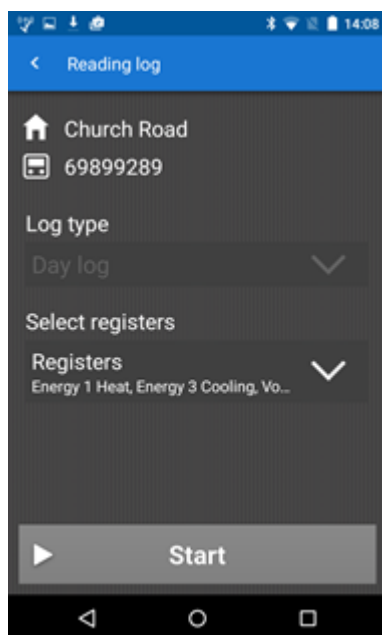 14:08
Reading log
Church Road
69899289
Log type
Day log
Select registers
Registers
Energy 1 Heat, Energy 3 Cooling, Vo...
Start